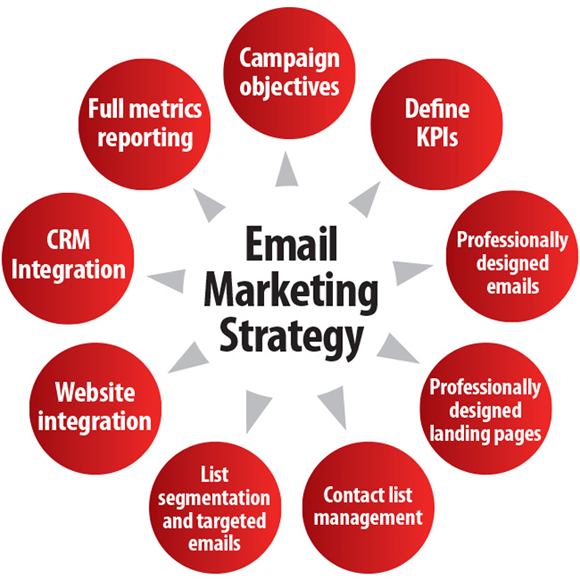 Campaign
objectives
Define
KPIs
Professionally
designed
emails
Professionally
designed
landing pages
Contact list
management
List
segmentation
and targeted
emails
Website
integration
CRM
Integration
Full metrics
reporting
Email
Marketing
Strategy